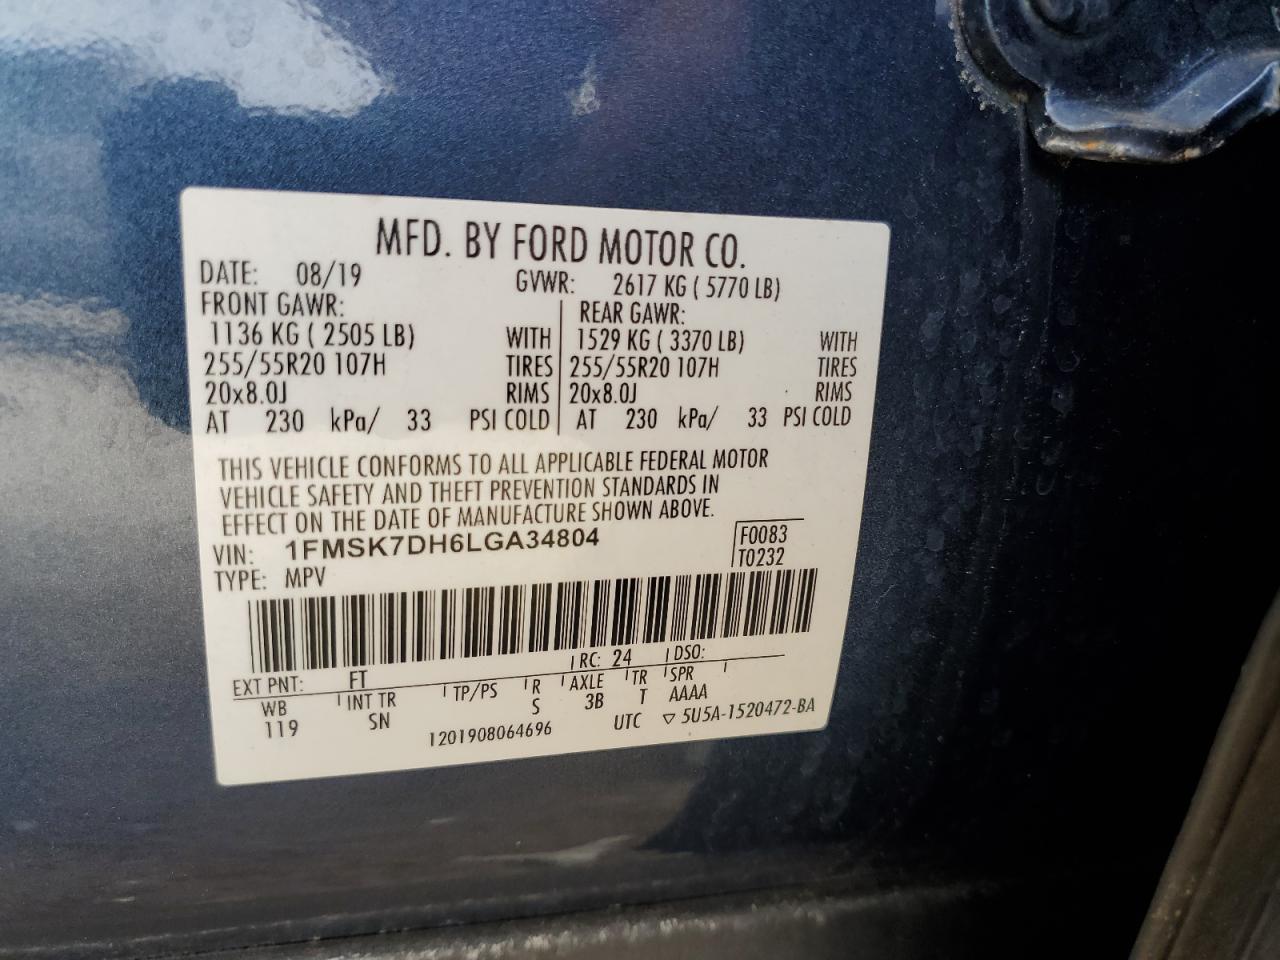 MFD. BY FORD MOTOR CO.
DATE: 08/19 GVWR: 2617 KG ( 5770 LB)
FRONT GAWR: REAR GAWR:
1136 KG ( 2505 LB) WITH 1529 KG ( 3370 LB) WITH
255/55R20 107H TIRES 255/55R20 107H TIRES
20x8.0J RIMS 20x8.0J RIMS
AT 230 kPa/ 33 PSI COLD AT 230 kPa/ 33 PSI COLD
THIS VEHICLE CONFORMS TO ALL APPLICABLE FEDERAL MOTOR
VEHICLE SAFETY AND THEFT PREVENTION STANDARDS IN
EFFECT ON THE DATE OF MANUFACTURE SHOWN ABOVE.
VIN: 1FMSK7DH6LGA34804 F0083
TYPE: MPV T0232
EXT PNT: FT RC: 24 DSO:
WB INT TR TP/PS R AXLE TR SPR
119 SN S 3B T AAAA
1201908064696 UTC ▽ 5U5A-1520472-BA